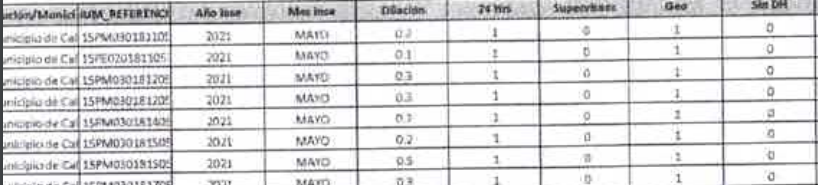 ución/Munici NUM_REFERENCI Año Inse Mes Inse Dilación 24 Hrs Supervivenc Geo Sin DH
unicipio de Cal 15PM030181105 2021 MAYO 0.2 1 0 1 0
unicipio de Cal 15PE020181105 2021 MAYO 0.1 1 0 1 0
unicipio de Cal 15PM030181205 2021 MAYO 0.3 1 0 1 0
unicipio de Cal 15PM030181205 2021 MAYO 0.3 1 0 1 0
unicipio de Cal 15PM030181405 2021 MAYO 1 0 1 0
unicipio de Cal 15PM030181505 2021 MAYO 0.2 1 0 1 0
unicipio de Cal 15PM030181505 2021 MAYO 0.5 1 0 1 0
2021 MAYO 0.3 1 0 1 0